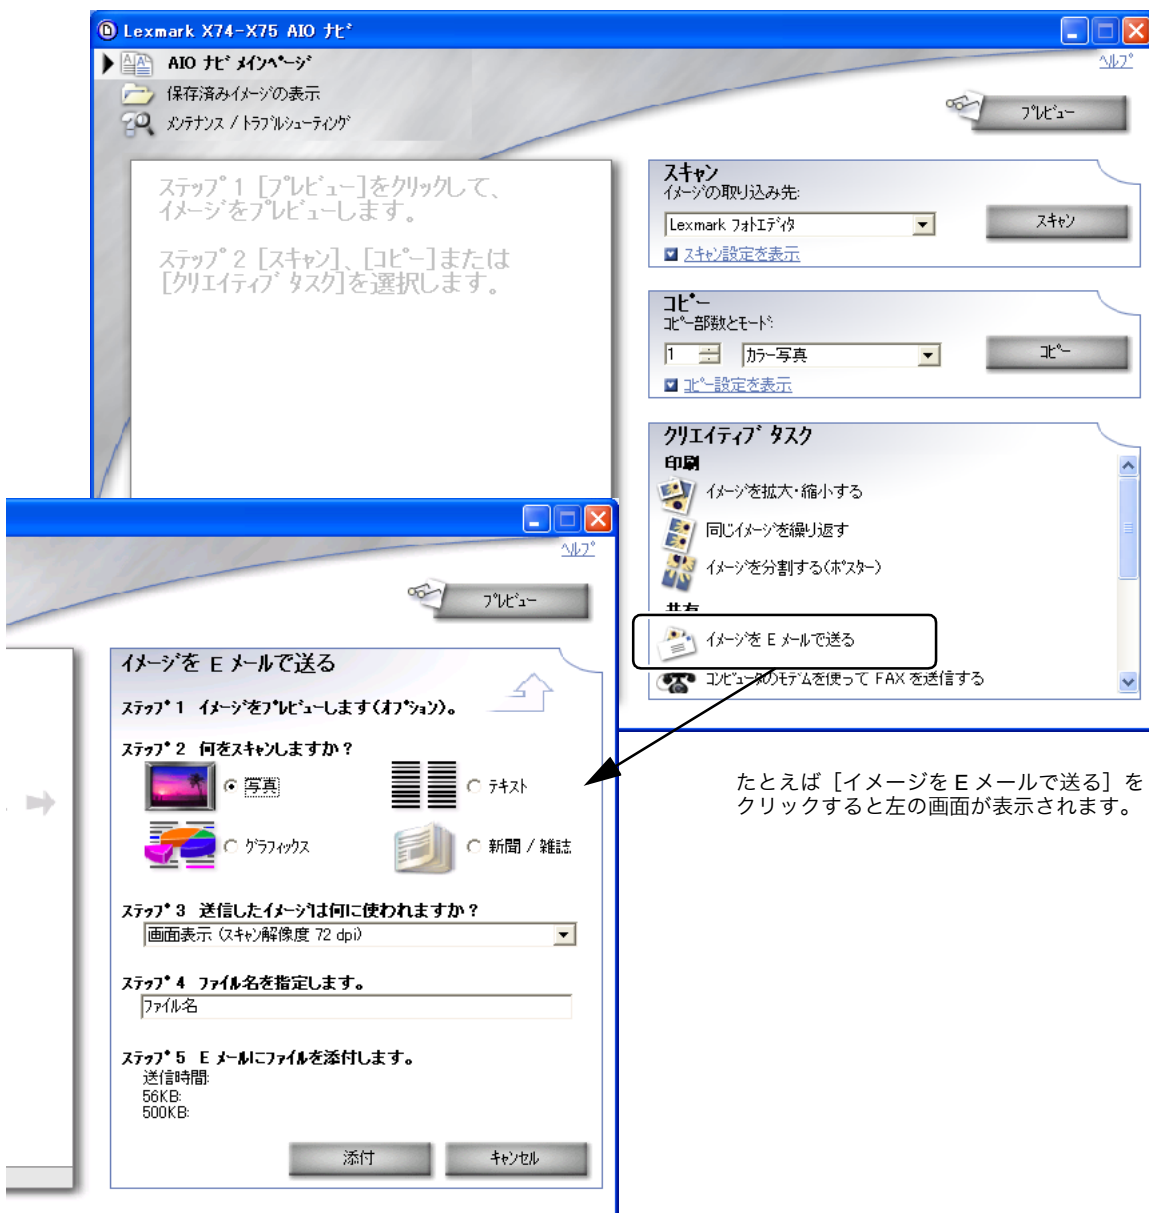 Lexmark X74-X75 AIO ナビ
AIO ナビ メインページ
保存済みイメージの表示
メンテナンス / トラブルシューティング
ヘルプ
プレビュー
ステップ 1 [プレビュー]をクリックして、
イメージをプレビューします。
ステップ 2 [スキャン]、[コピー]または
[クリエイティブ タスク]を選択します。
スキャン
イメージの取り込み先:
Lexmark フォトエディタ
スキャン
スキャン設定を表示
コピー
コピー部数とモード:
1
カラー写真
コピー
コピー設定を表示
クリエイティブ タスク
印刷
イメージを拡大・縮小する
同じイメージを繰り返す
イメージを分割する(ポスター)
共有
イメージを E メールで送る
コンピュータのモデムを使って FAX を送信する
ヘルプ
プレビュー
イメージを E メールで送る
ステップ 1 イメージをプレビューします(オプション)。
ステップ 2 何をスキャンしますか?
写真
テキスト
グラフィックス
新聞 / 雑誌
ステップ 3 送信したイメージは何に使われますか?
画面表示 (スキャン解像度 72 dpi)
ステップ 4 ファイル名を指定します。
ファイル名
ステップ 5 E メールにファイルを添付します。
送信時間:
56KB:
500KB:
添付
キャンセル
たとえば［イメージを E メールで送る］を
クリックすると左の画面が表示されます。